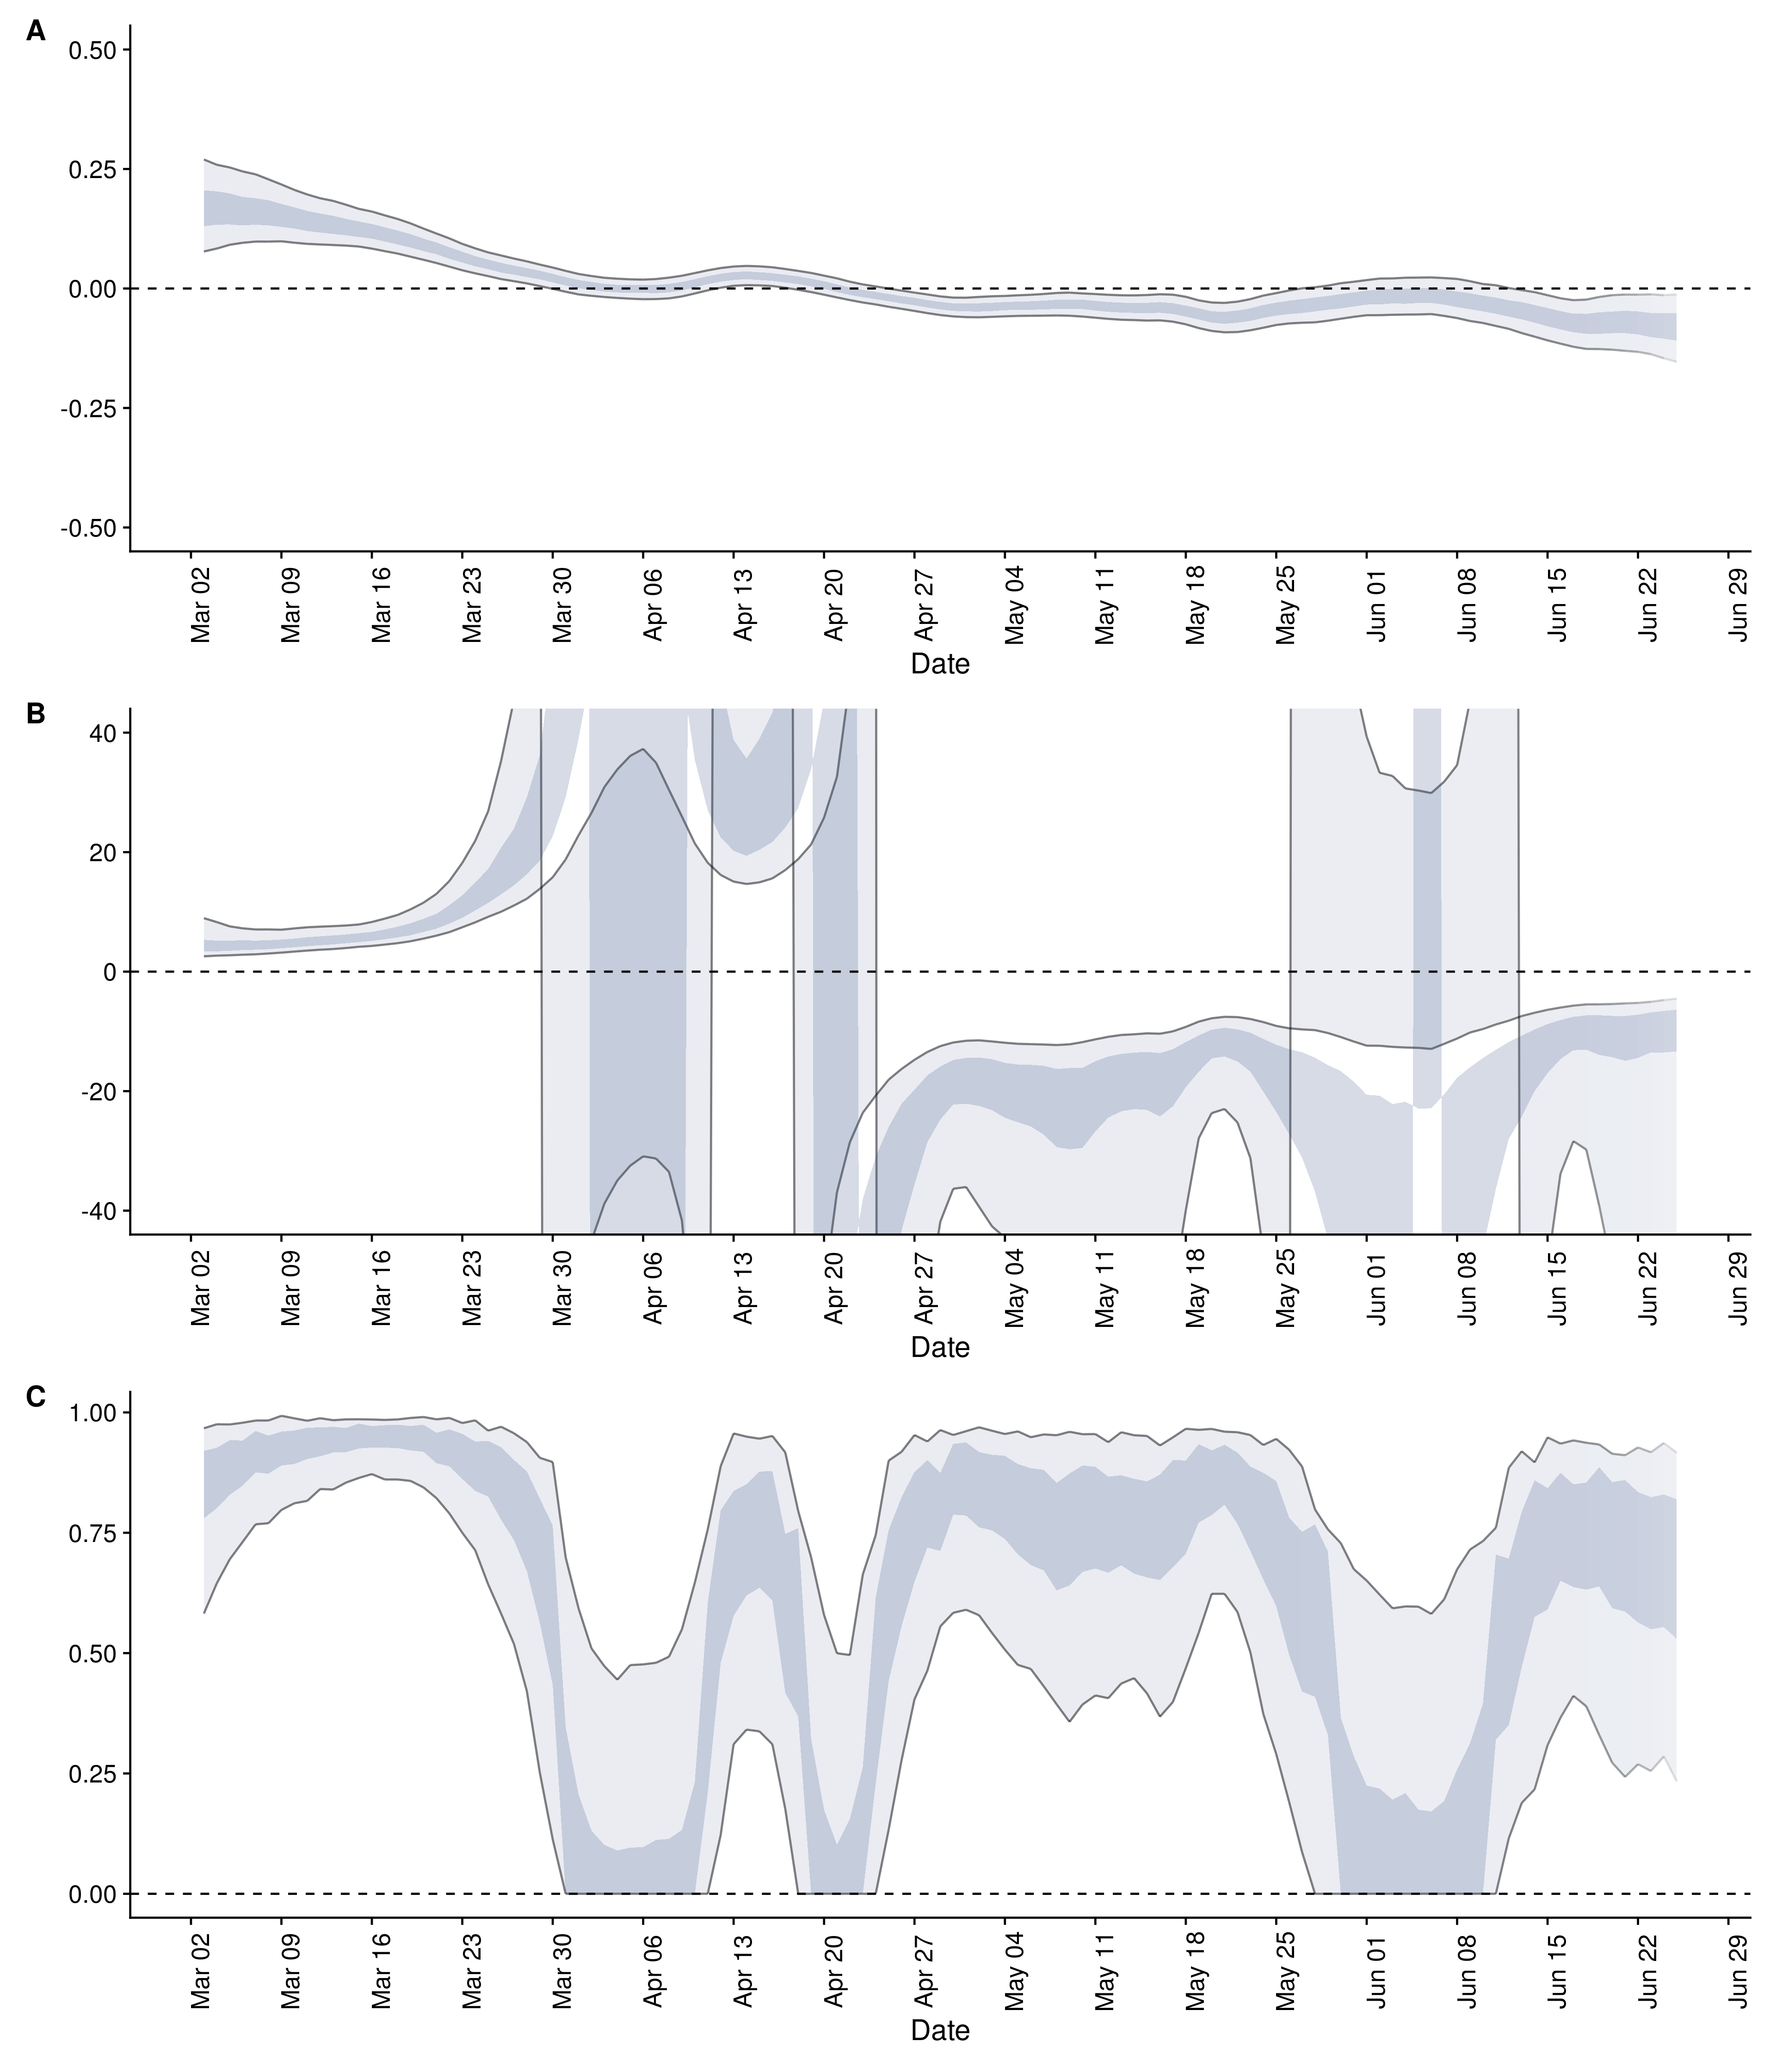 A
0.50
0.25
0.00
-0.25
-0.50
Mar 02
Mar 09
Mar 16
Mar 23
Mar 30
Apr 06
Apr 13
Apr 20
Apr 27
May 04
May 11
May 18
May 25
Jun 01
Jun 08
Jun 15
Jun 22
Jun 29
Date
B
40
20
0
-20
-40
Mar 02
Mar 09
Mar 16
Mar 23
Mar 30
Apr 06
Apr 13
Apr 20
Apr 27
May 04
May 11
May 18
May 25
Jun 01
Jun 08
Jun 15
Jun 22
Jun 29
Date
C
1.00
0.75
0.50
0.25
0.00
Mar 02
Mar 09
Mar 16
Mar 23
Mar 30
Apr 06
Apr 13
Apr 20
Apr 27
May 04
May 11
May 18
May 25
Jun 01
Jun 08
Jun 15
Jun 22
Jun 29
Date